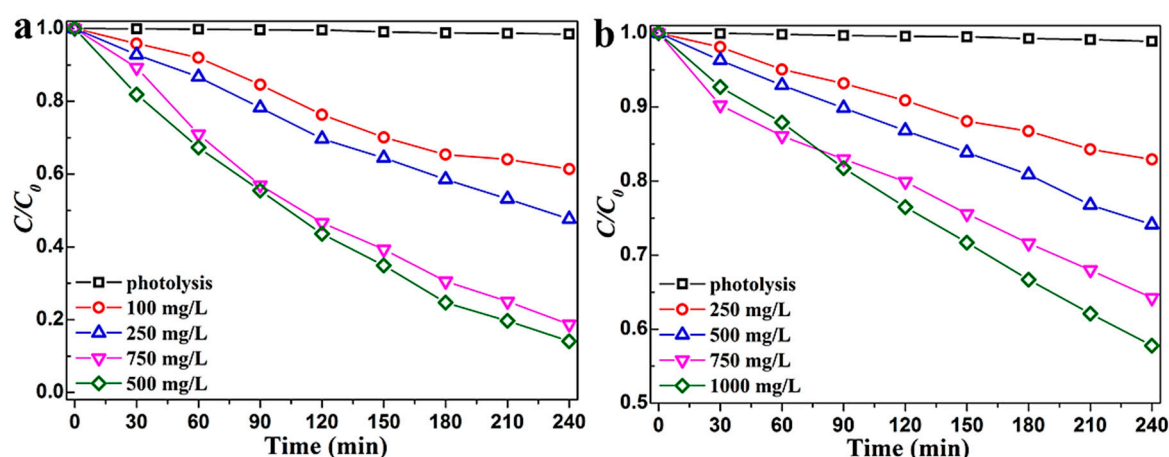 a
C/C0
1.0
0.8
0.6
0.4
0.2
0.0
photolysis
100 mg/L
250 mg/L
750 mg/L
500 mg/L
0 30 60 90 120 150 180 210 240
Time (min)
b
C/C0
1.0
0.9
0.8
0.7
0.6
0.5
photolysis
250 mg/L
500 mg/L
750 mg/L
1000 mg/L
0 30 60 90 120 150 180 210 240
Time (min)